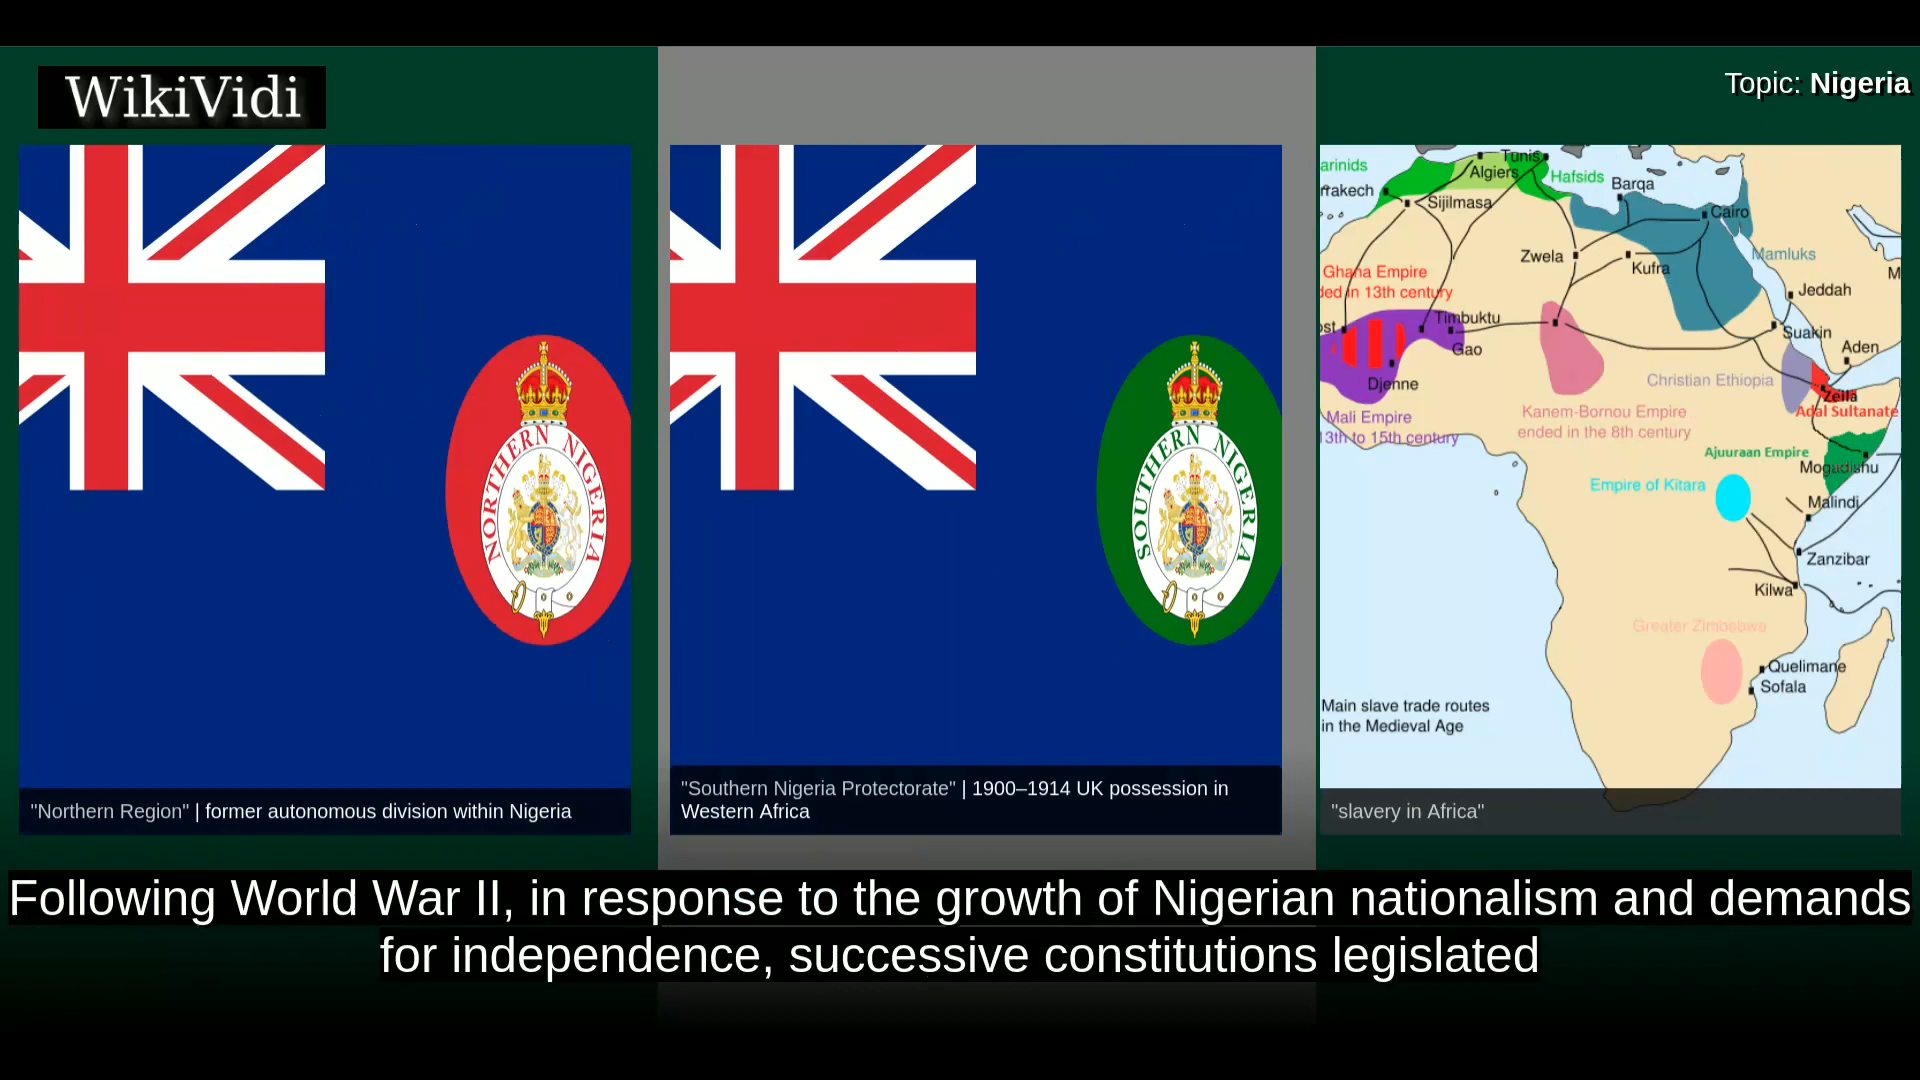 WikiVidi
Topic: Nigeria
NORTHERN NIGERIA
"Northern Region" | former autonomous division within Nigeria
SOUTHERN NIGERIA
"Southern Nigeria Protectorate" | 1900–1914 UK possession in
Western Africa
arinids
Tunis
Algiers
Hafsids
rrakech
Sijilmasa
Barqa
Cairo
Zwela
Kufra
Mamluks
M
Ghana Empire
ded in 13th century
Jeddah
ost
Timbuktu
Suakin
Gao
Aden
Djenne
Christian Ethiopia
Zeila
Adal Sultanate
Mali Empire
13th to 15th century
Kanem-Bornou Empire
ended in the 8th century
Ajuuraan Empire
Mogadishu
Empire of Kitara
Malindi
Zanzibar
Kilwa
Greater Zimbabwe
Quelimane
Sofala
Main slave trade routes
in the Medieval Age
"slavery in Africa"
Following World War II, in response to the growth of Nigerian nationalism and demands
for independence, successive constitutions legislated